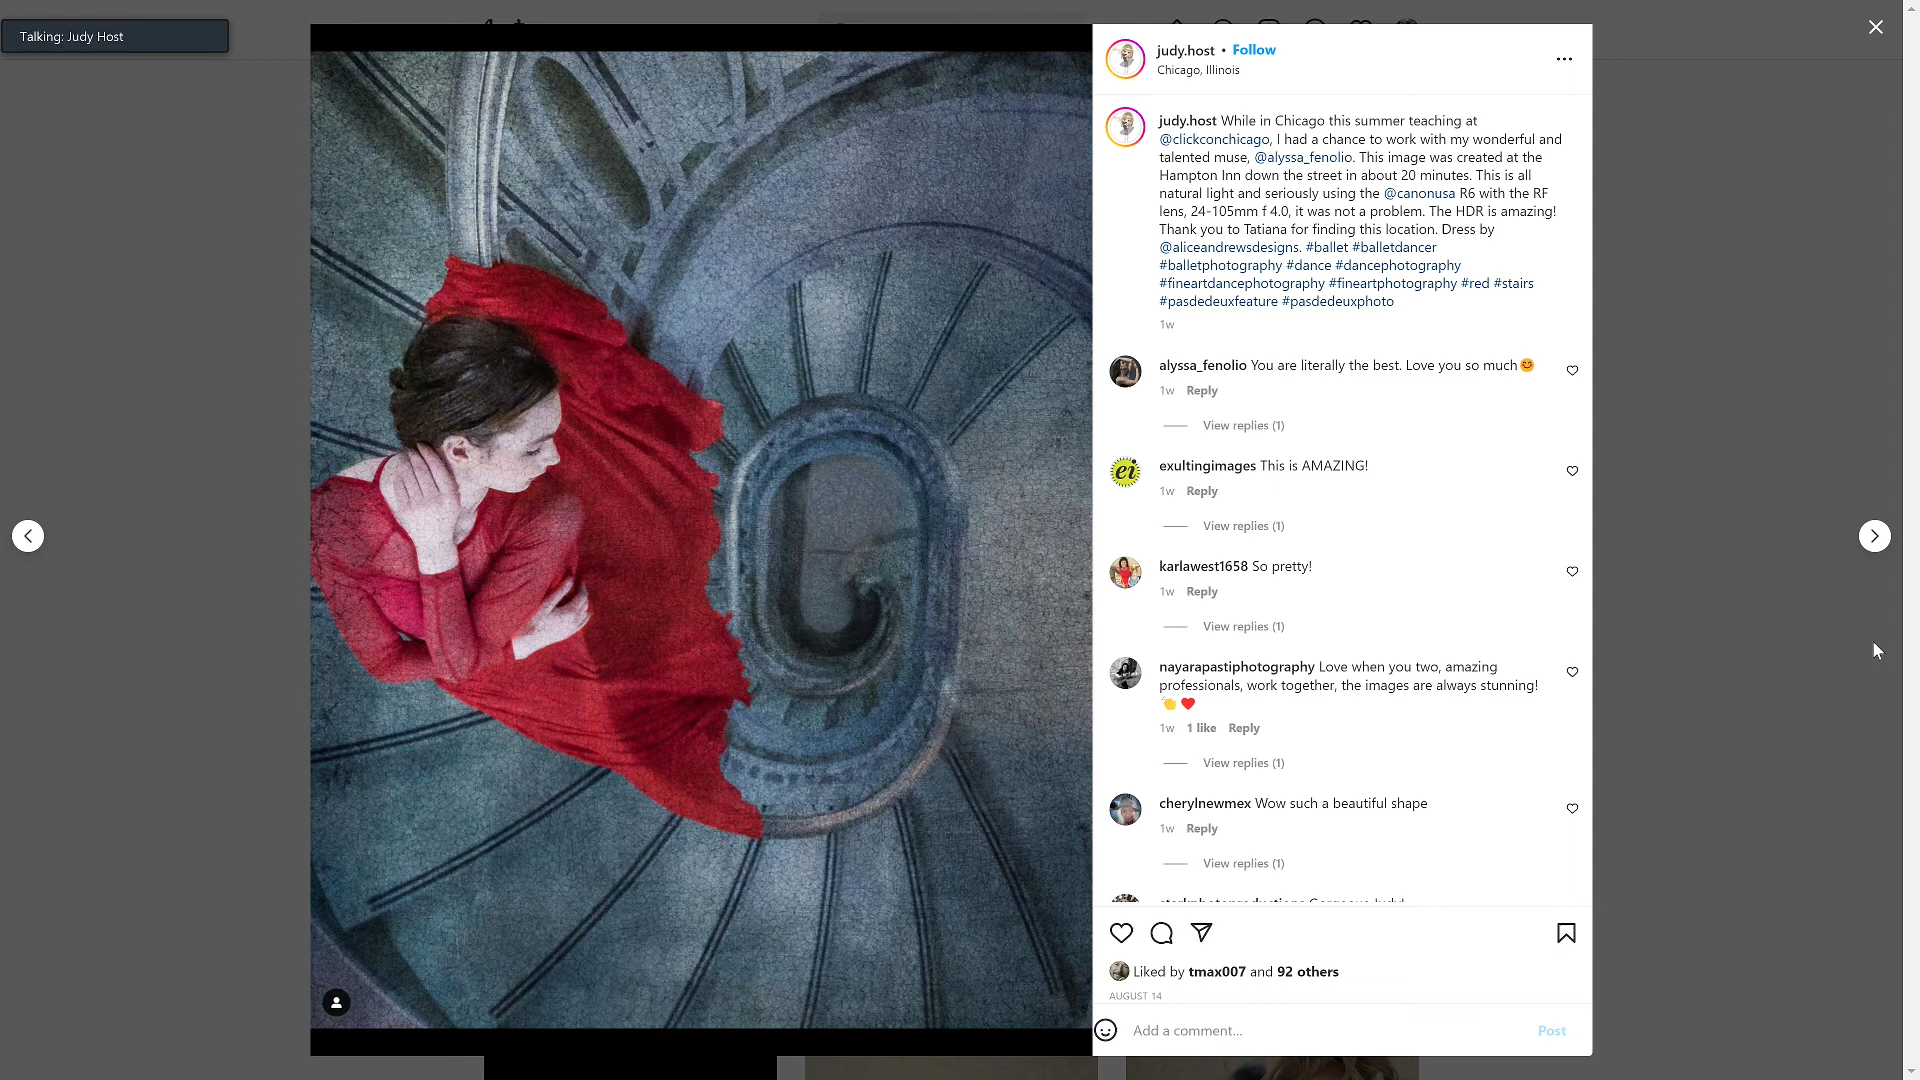 Talking: Judy Host
judy.host • Follow
Chicago, Illinois
judy.host While in Chicago this summer teaching at
@clickconchicago, I had a chance to work with my wonderful and
talented muse, @alyssa_fenolio. This image was created at the
Hampton Inn down the street in about 20 minutes. This is all
natural light and seriously using the @canonusa R6 with the RF
lens, 24-105mm f 4.0, it was not a problem. The HDR is amazing!
Thank you to Tatiana for finding this location. Dress by
@aliceandrewsdesigns. #ballet #balletdancer
#balletphotography #dance #dancephotography
#fineartdancephotography #fineartphotography #red #stairs
#pasdedeuxfeature #pasdedeuxphoto
1w
alyssa_fenolio You are literally the best. Love you so much😊
1w Reply
View replies (1)
ei
exultingimages This is AMAZING!
1w Reply
View replies (1)
karlawest1658 So pretty!
1w Reply
View replies (1)
nayarapastiphotography Love when you two, amazing
professionals, work together, the images are always stunning!
👏❤️
1w 1 like Reply
View replies (1)
cherylnewmex Wow such a beautiful shape
1w Reply
View replies (1)
Liked by tmax007 and 92 others
AUGUST 14
Add a comment... Post